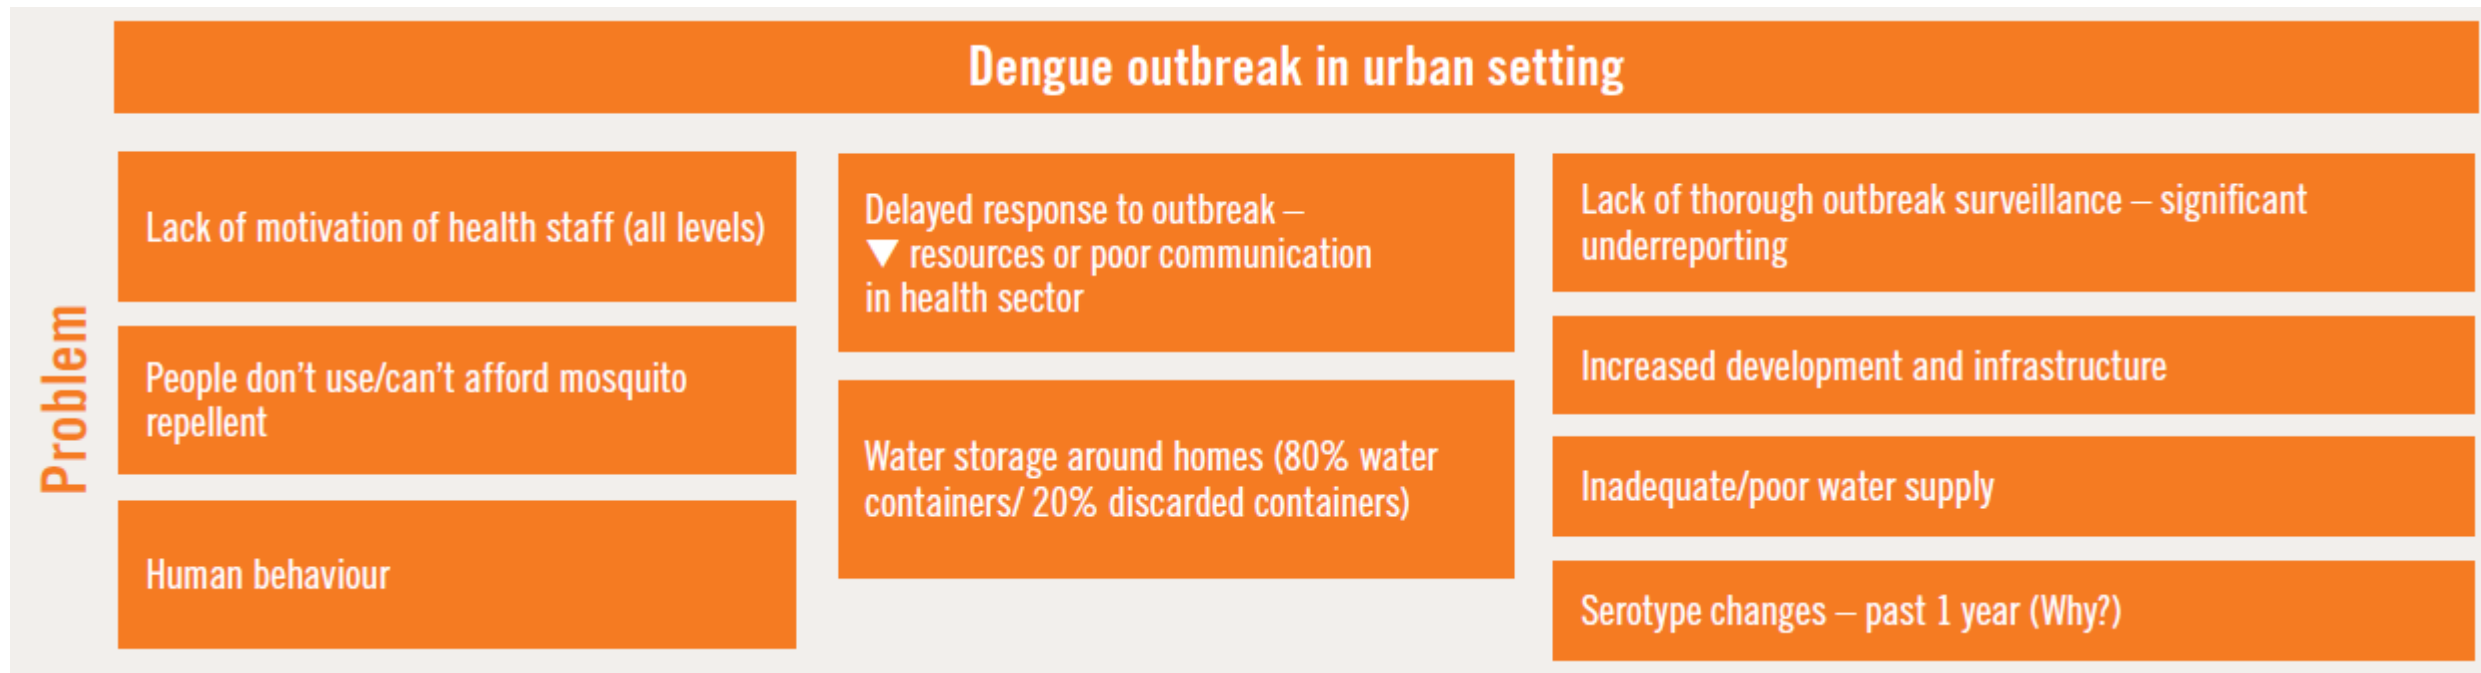 Dengue outbreak in urban setting
Problem
Lack of motivation of health staff (all levels)
People don't use/can't afford mosquito
repellent
Human behaviour
Delayed response to outbreak –
▼ resources or poor communication
in health sector
Water storage around homes (80% water
containers/ 20% discarded containers)
Lack of thorough outbreak surveillance – significant
underreporting
Increased development and infrastructure
Inadequate/poor water supply
Serotype changes – past 1 year (Why?)